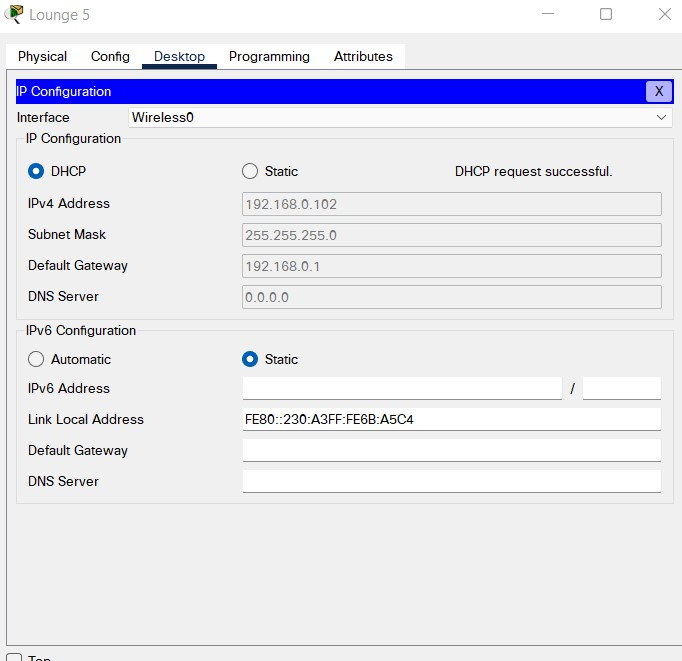 Lounge 5
Physical Config Desktop Programming Attributes
IP Configuration X
Interface Wireless0
IP Configuration
DHCP Static DHCP request successful.
IPv4 Address 192.168.0.102
Subnet Mask 255.255.255.0
Default Gateway 192.168.0.1
DNS Server 0.0.0.0
IPv6 Configuration
Automatic Static
IPv6 Address /
Link Local Address FE80::230:A3FF:FE6B:A5C4
Default Gateway
DNS Server
Top